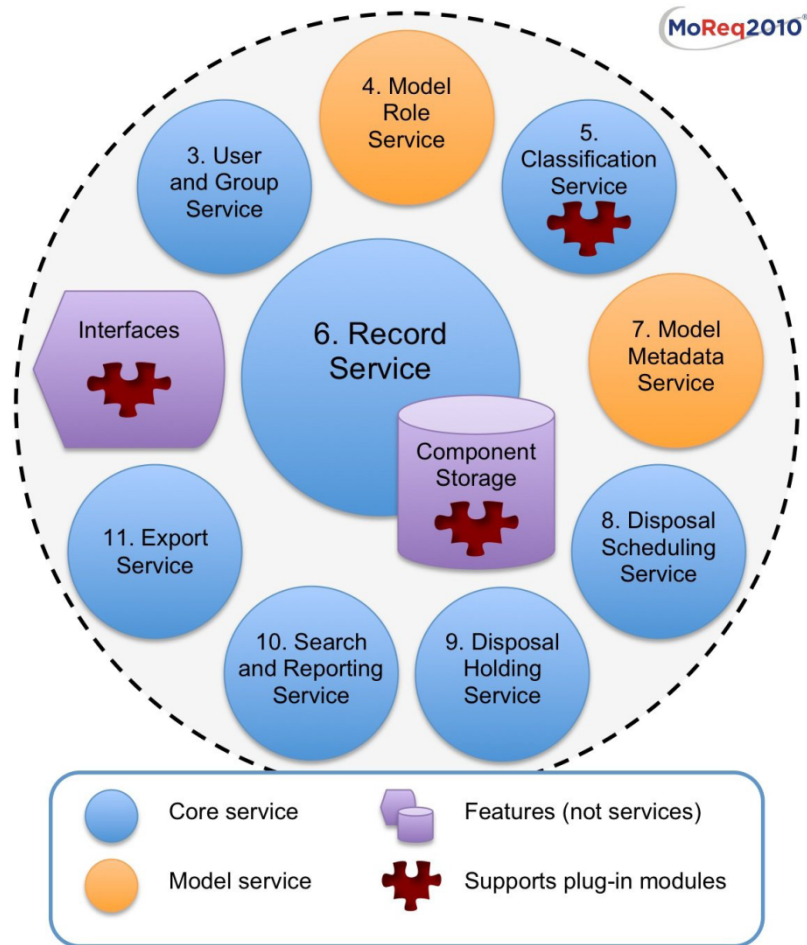 MoReq2010®
4. Model
Role
Service
3. User
and Group
Service
5.
Classification
Service
Interfaces
6. Record
Service
7. Model
Metadata
Service
Component
Storage
11. Export
Service
8. Disposal
Scheduling
Service
10. Search
and Reporting
Service
9. Disposal
Holding
Service
Core service
Features (not services)
Model service
Supports plug-in modules